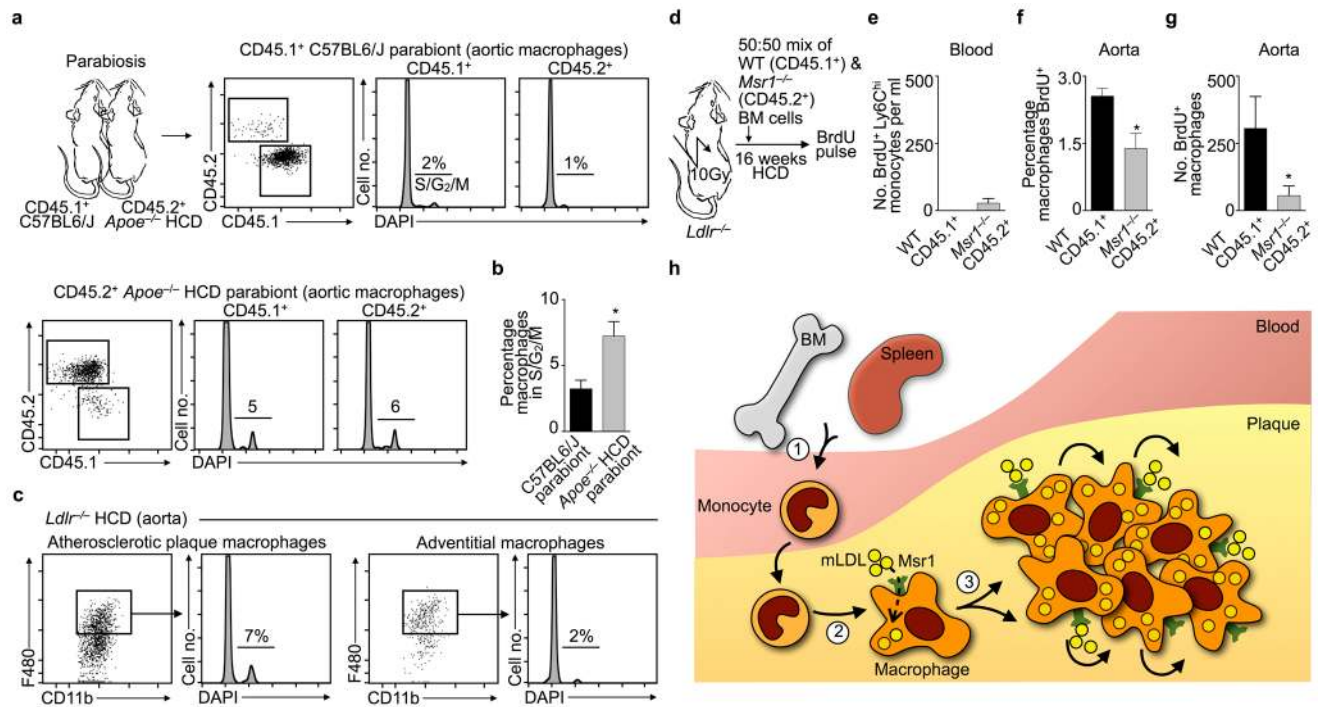 a
Parabiosis
CD45.1+ CD45.2+
C57BL6/J Apoe–/– HCD
CD45.1+ C57BL6/J parabiont (aortic macrophages)
CD45.1+ CD45.2+
CD45.2
CD45.1
Cell no.
2%
S/G2/M
1%
DAPI
CD45.2+ Apoe–/– HCD parabiont (aortic macrophages)
CD45.1+ CD45.2+
CD45.2
CD45.1
Cell no.
5
6
DAPI
b
Percentage
macrophages
in S/G2/M
10
5
0
*
C57BL6/J
parabiont
Apoe–/– HCD
parabiont
c
Ldlr–/– HCD (aorta)
Atherosclerotic plaque macrophages
F480
CD11b
Cell no.
7%
DAPI
Adventitial macrophages
F480
CD11b
Cell no.
2%
DAPI
d
50:50 mix of
WT (CD45.1+) &
Msr1–/–
(CD45.2+)
BM cells
10Gy
Ldlr–/–
16 weeks
HCD
BrdU
pulse
e
Blood
No. BrdU+ Ly6Chi
monocytes per ml
500
250
0
WT
CD45.1+
Msr1–/–
CD45.2+
f
Aorta
Percentage
macrophages BrdU+
3.0
1.5
0
*
WT
CD45.1+
Msr1–/–
CD45.2+
g
Aorta
No. BrdU+
macrophages
500
250
0
*
WT
CD45.1+
Msr1–/–
CD45.2+
h
BM
Spleen
Blood
Plaque
1
Monocyte
mLDL
Msr1
2
3
Macrophage